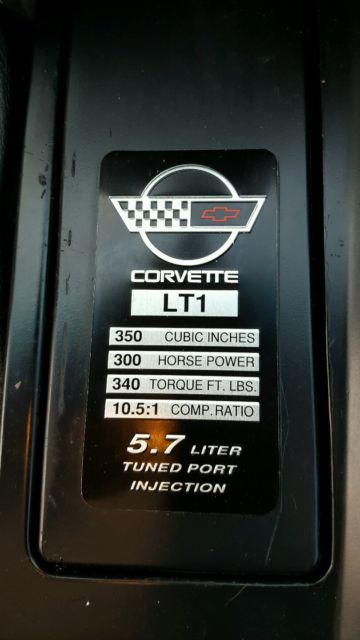 CORVETTE
LT1
350 CUBIC INCHES
300 HORSE POWER
340 TORQUE FT. LBS.
10.5:1 COMP. RATIO
5.7 LITER
TUNED PORT
INJECTION